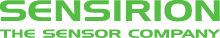 SENSIRION
THE SENSOR COMPANY